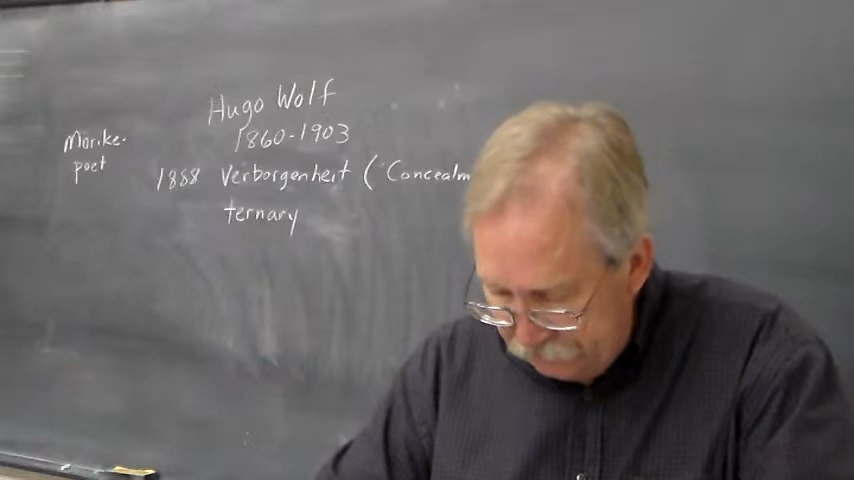 Hugo Wolf
1860-1903
Morike-
poet
1888 Verborgenheit ("Concealm
ternary